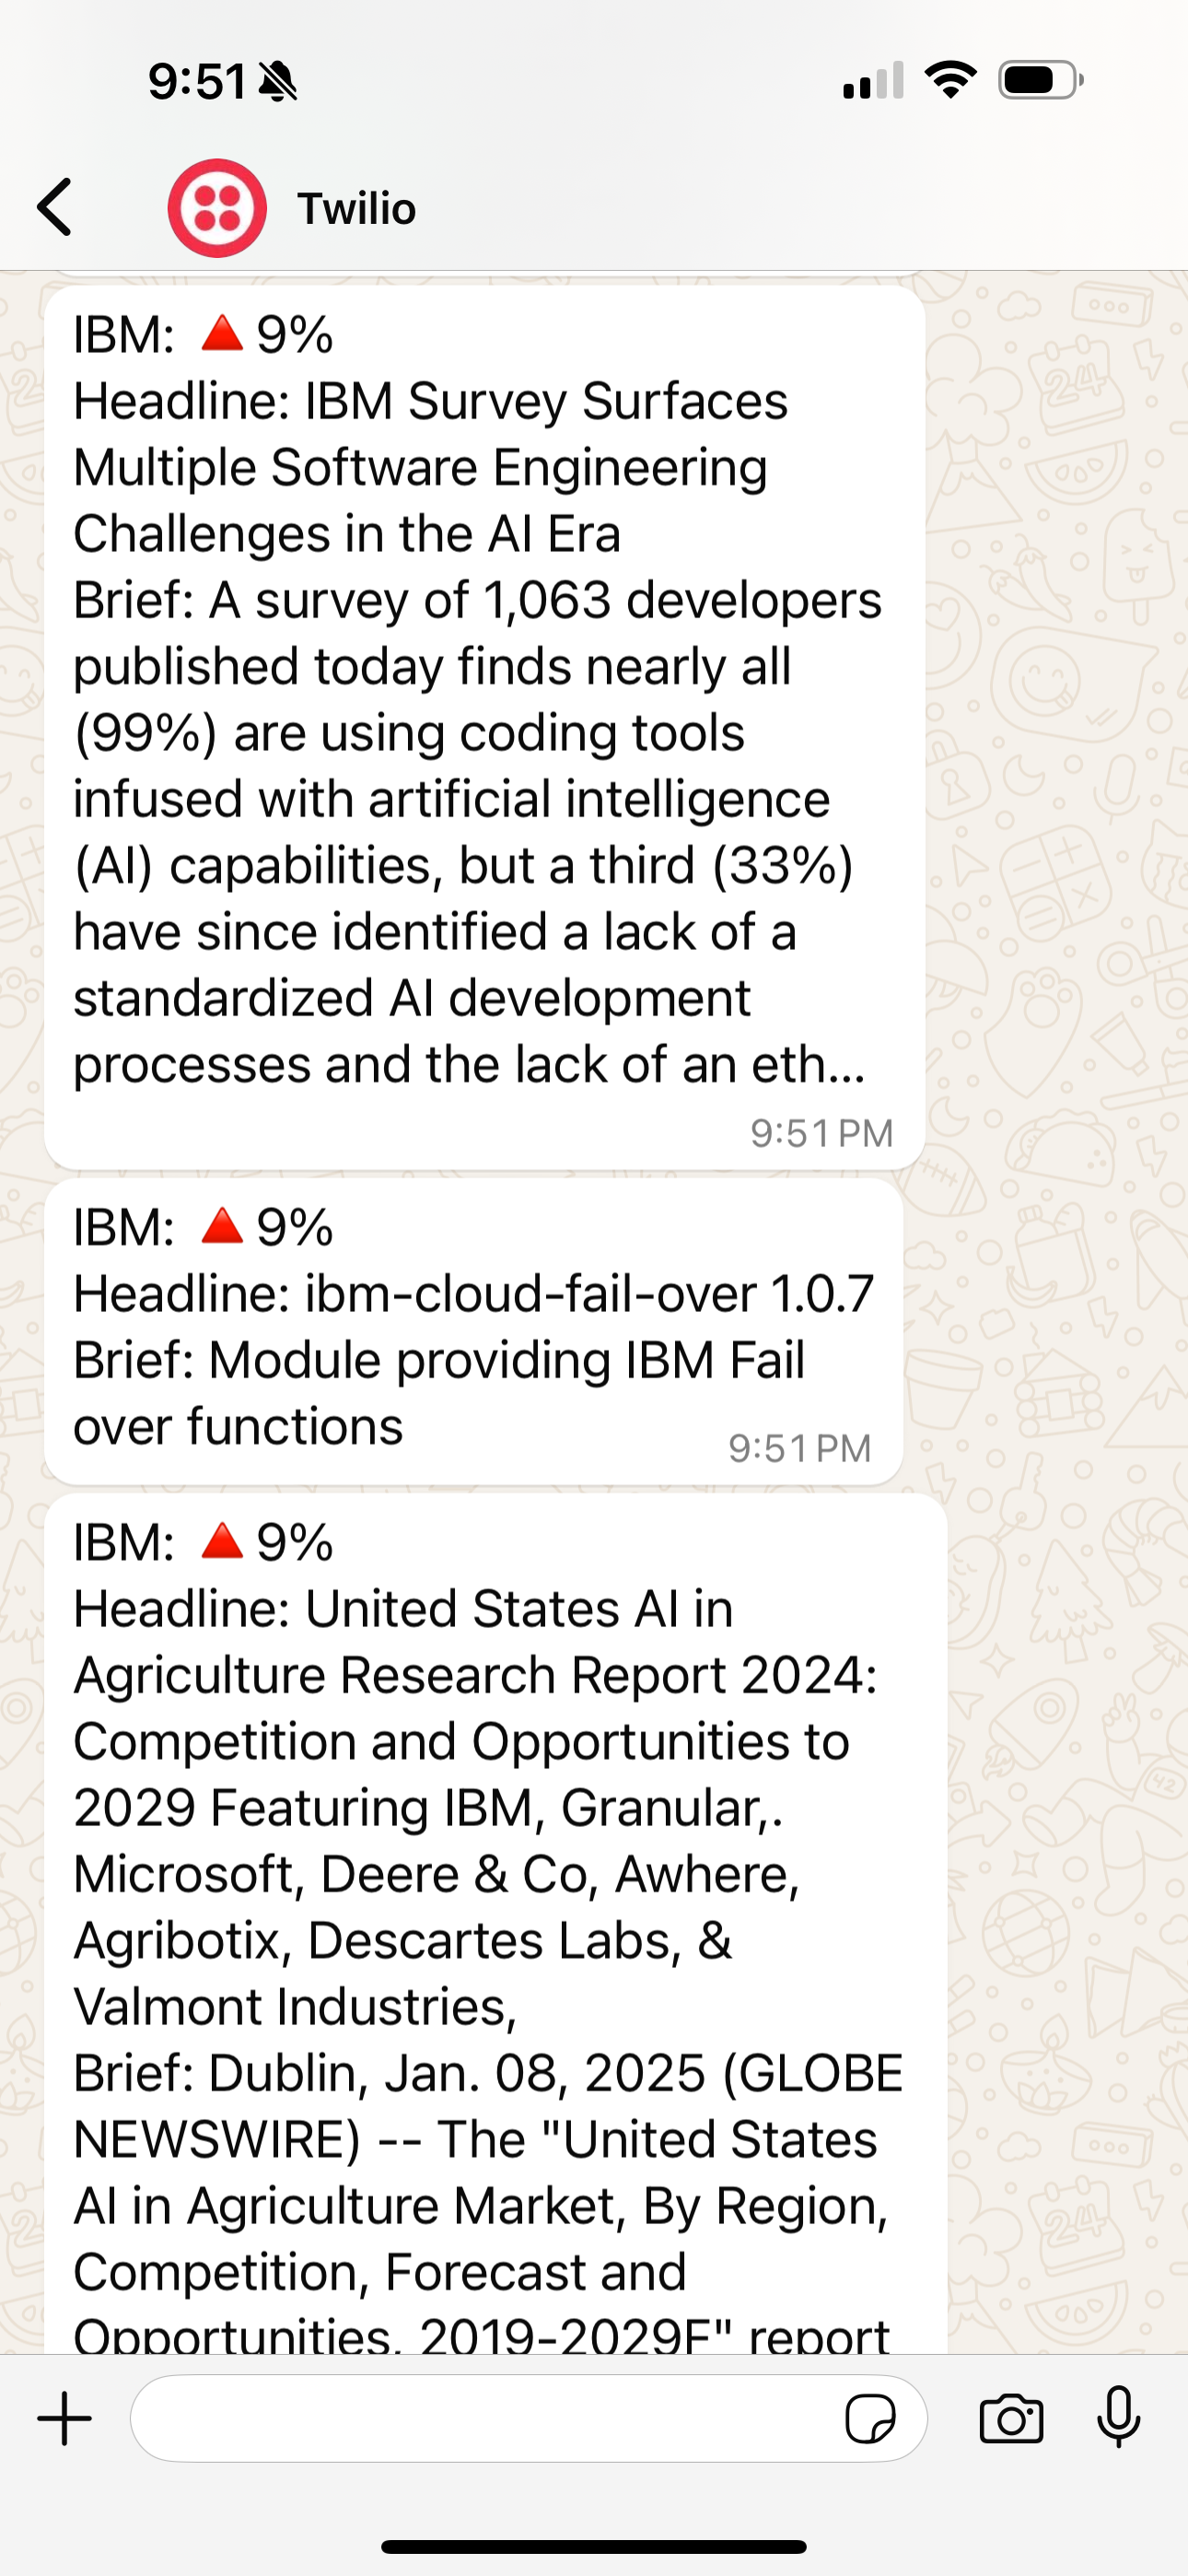 9:51
Twilio
IBM: 🔺9%
Headline: IBM Survey Surfaces
Multiple Software Engineering
Challenges in the AI Era
Brief: A survey of 1,063 developers
published today finds nearly all
(99%) are using coding tools
infused with artificial intelligence
(AI) capabilities, but a third (33%)
have since identified a lack of a
standardized AI development
processes and the lack of an eth...
9:51 PM
IBM: 🔺9%
Headline: ibm-cloud-fail-over 1.0.7
Brief: Module providing IBM Fail
over functions
9:51 PM
IBM: 🔺9%
Headline: United States AI in
Agriculture Research Report 2024:
Competition and Opportunities to
2029 Featuring IBM, Granular,.
Microsoft, Deere & Co, Awhere,
Agribotix, Descartes Labs, &
Valmont Industries,
Brief: Dublin, Jan. 08, 2025 (GLOBE
NEWSWIRE) -- The "United States
AI in Agriculture Market, By Region,
Competition, Forecast and
Opportunities, 2019-2029F" report